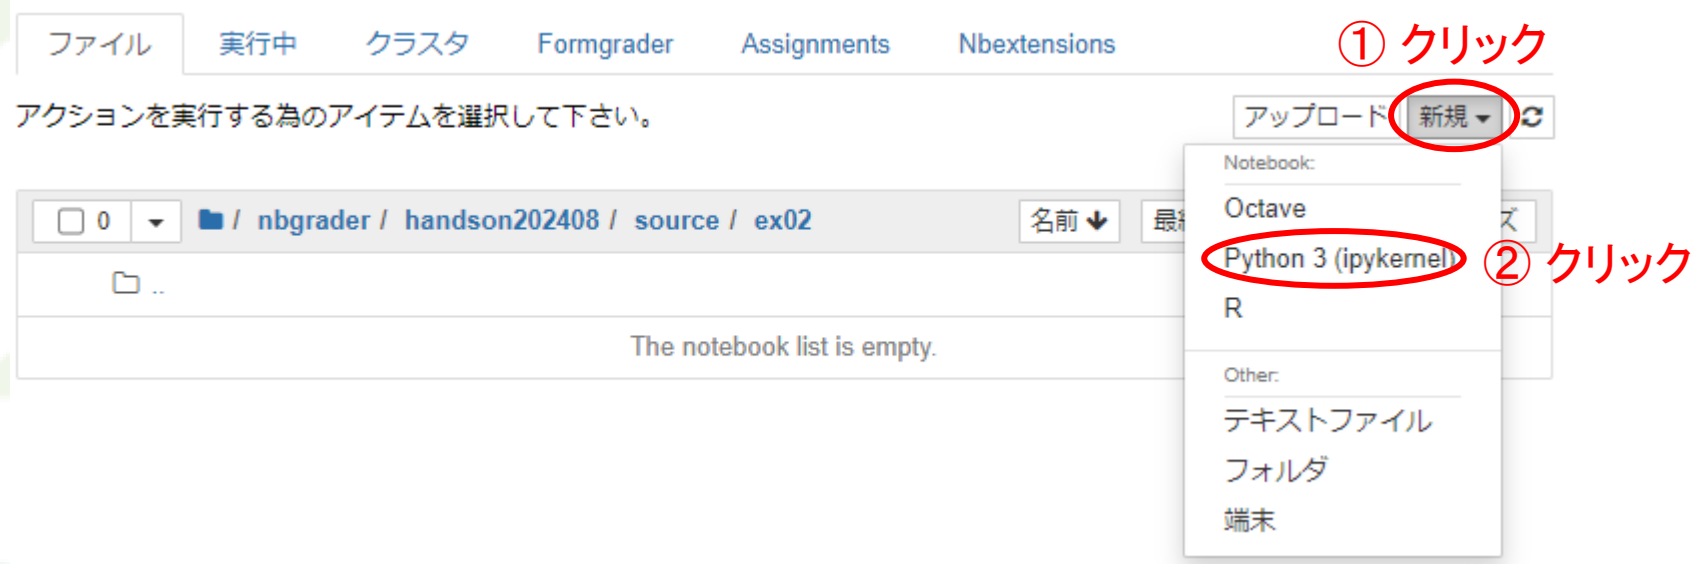 ファイル 実行中 クラスタ Formgrader Assignments Nbextensions ① クリック
アクションを実行する為のアイテムを選択して下さい。 アップロード 新規
Notebook:
0 / nbgrader / handson202408 / source / ex02 名前 最 ズ
Octave
Python 3 (ipykernel) ② クリック
..
R
The notebook list is empty.
Other:
テキストファイル
フォルダ
端末